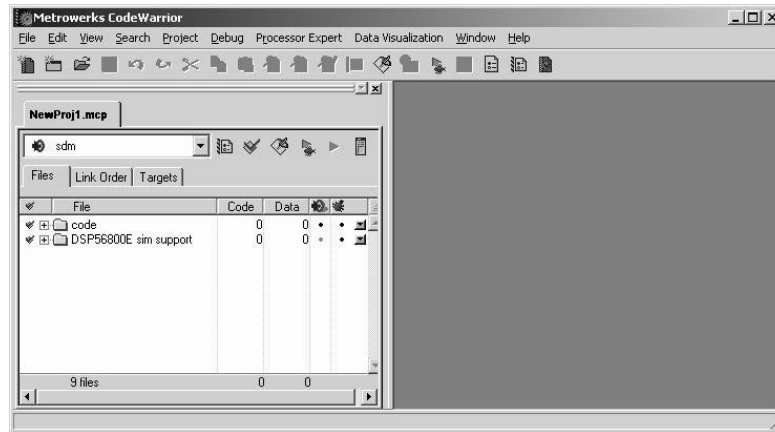 Metrowerks CodeWarrior
File Edit View Search Project Debug Processor Expert Data Visualization Window Help
NewProj1.mcp
sdm
Files Link Order Targets
File Code Data
code 0 0
DSP56800E sim support 0 0
9 files 0 0